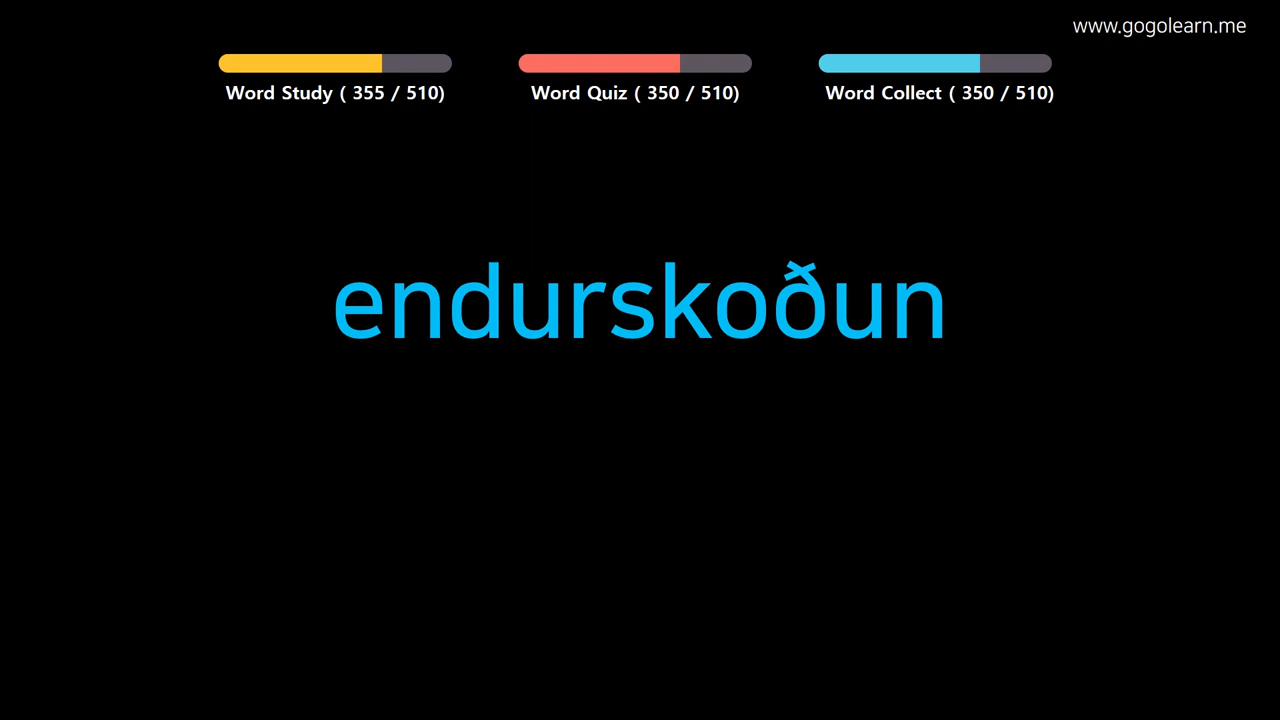 www.gogolearn.me
Word Study ( 355 / 510)
Word Quiz ( 350 / 510)
Word Collect ( 350 / 510)
endurskoðun